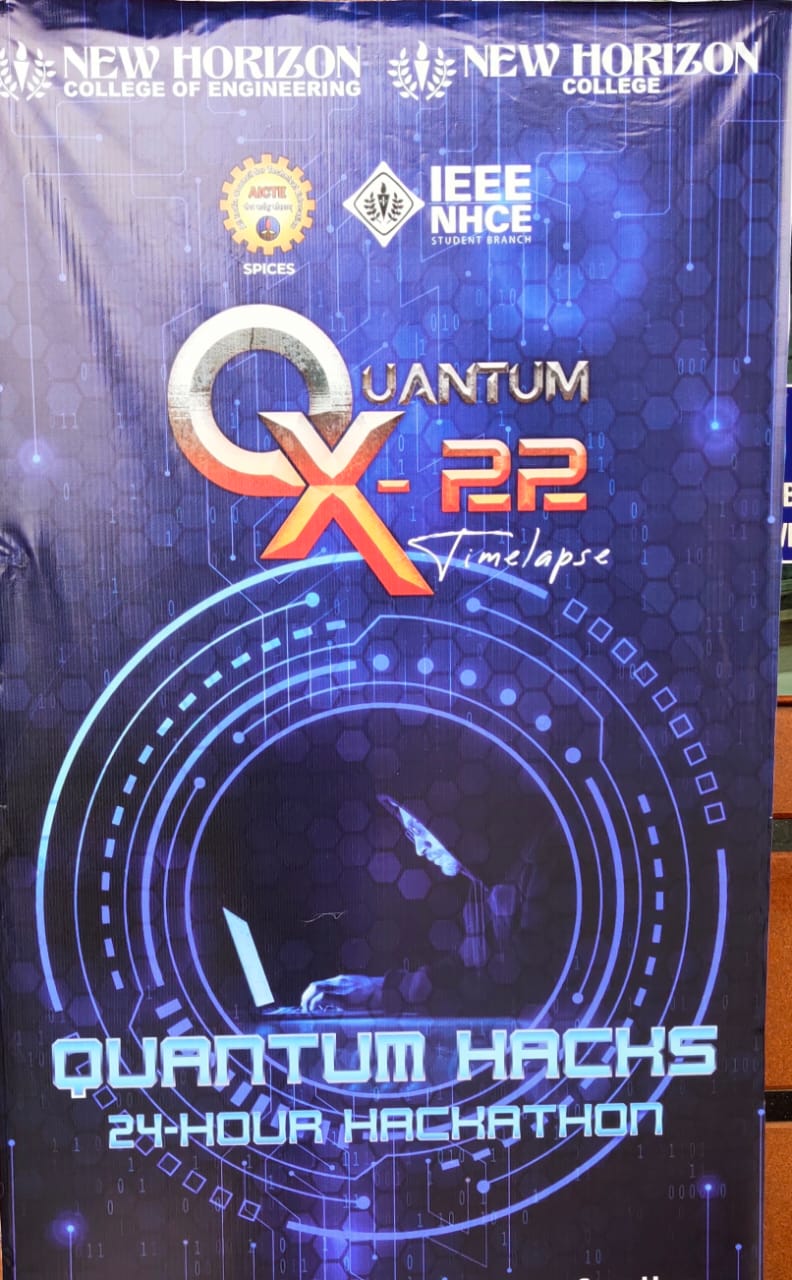 NEW HORIZON
COLLEGE OF ENGINEERING
NEW HORIZON
COLLEGE
AICTE
SPICES
IEEE
NHCE
STUDENT BRANCH
QUANTUM
X-22
Timelapse
QUANTUM HACKS
24-HOUR HACKATHON